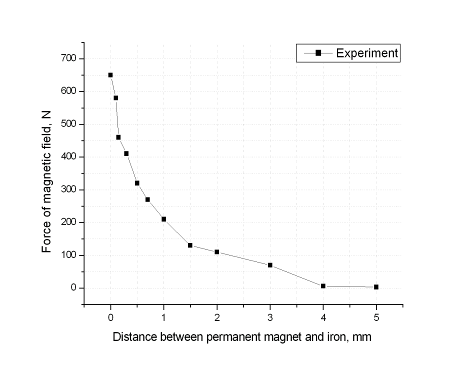 Experiment
700
600
500
400
300
200
100
0
Force of magnetic field, N
0 1 2 3 4 5
Distance between permanent magnet and iron, mm